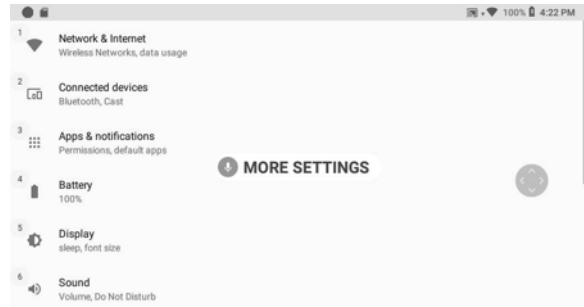 100% 4:22 PM
1
Network & Internet
Wireless Networks, data usage
2
Connected devices
Bluetooth, Cast
3
Apps & notifications
Permissions, default apps
MORE SETTINGS
4
Battery
100%
5
Display
sleep, font size
6
Sound
Volume, Do Not Disturb